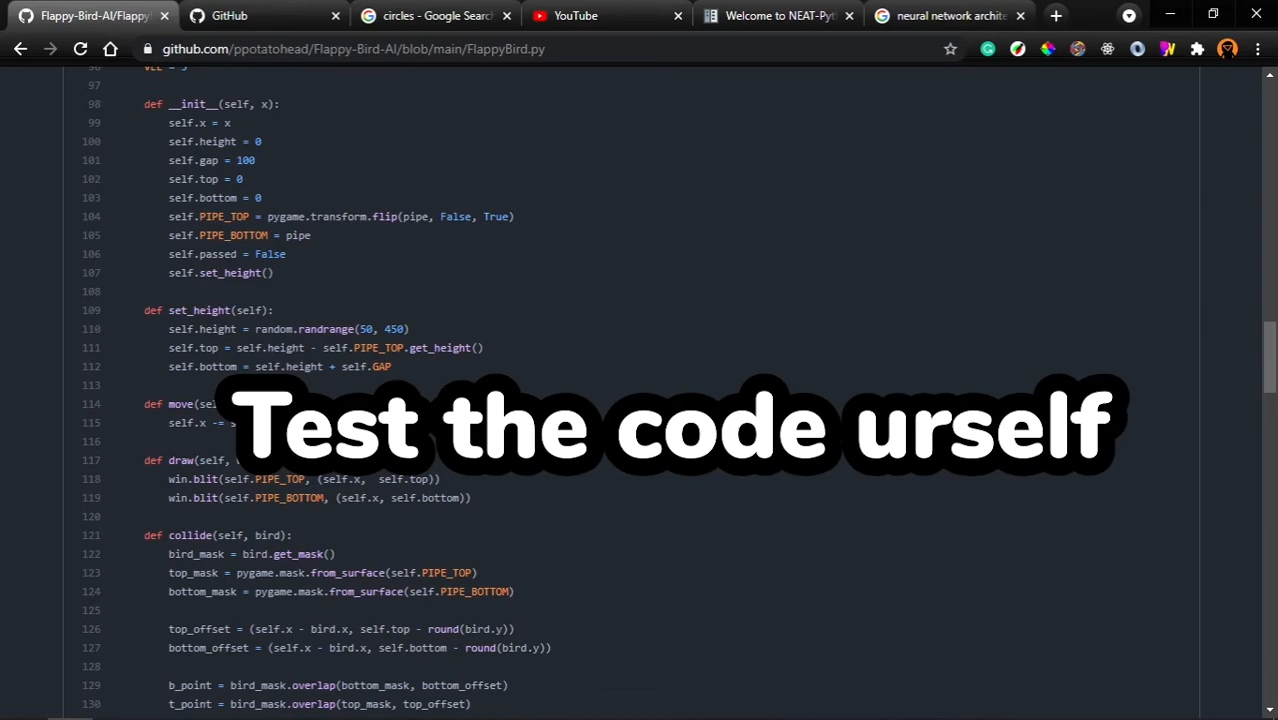 Flappy-Bird-AI/Flappy
GitHub
circles - Google Searc
YouTube
Welcome to NEAT-Pyt
neural network archite
github.com/ppotatohead/Flappy-Bird-AI/blob/main/FlappyBird.py
97
98 def __init__(self, x):
99 self.x = x
100 self.height = 0
101 self.gap = 100
102 self.top = 0
103 self.bottom = 0
104 self.PIPE_TOP = pygame.transform.flip(pipe, False, True)
105 self.PIPE_BOTTOM = pipe
106 self.passed = False
107 self.set_height()
108
109 def set_height(self):
110 self.height = random.randrange(50, 450)
111 self.top = self.height - self.PIPE_TOP.get_height()
112 self.bottom = self.height + self.GAP
113
114 def move(sel
115 self.x -= s
116
117 def draw(self,
118 win.blit(self.PIPE_TOP, (self.x, self.top))
119 win.blit(self.PIPE_BOTTOM, (self.x, self.bottom))
120
121 def collide(self, bird):
122 bird_mask = bird.get_mask()
123 top_mask = pygame.mask.from_surface(self.PIPE_TOP)
124 bottom_mask = pygame.mask.from_surface(self.PIPE_BOTTOM)
125
126 top_offset = (self.x - bird.x, self.top - round(bird.y))
127 bottom_offset = (self.x - bird.x, self.bottom - round(bird.y))
128
129 b_point = bird_mask.overlap(bottom_mask, bottom_offset)
130 t_point = bird_mask.overlap(top_mask, top_offset)
Test the code urself